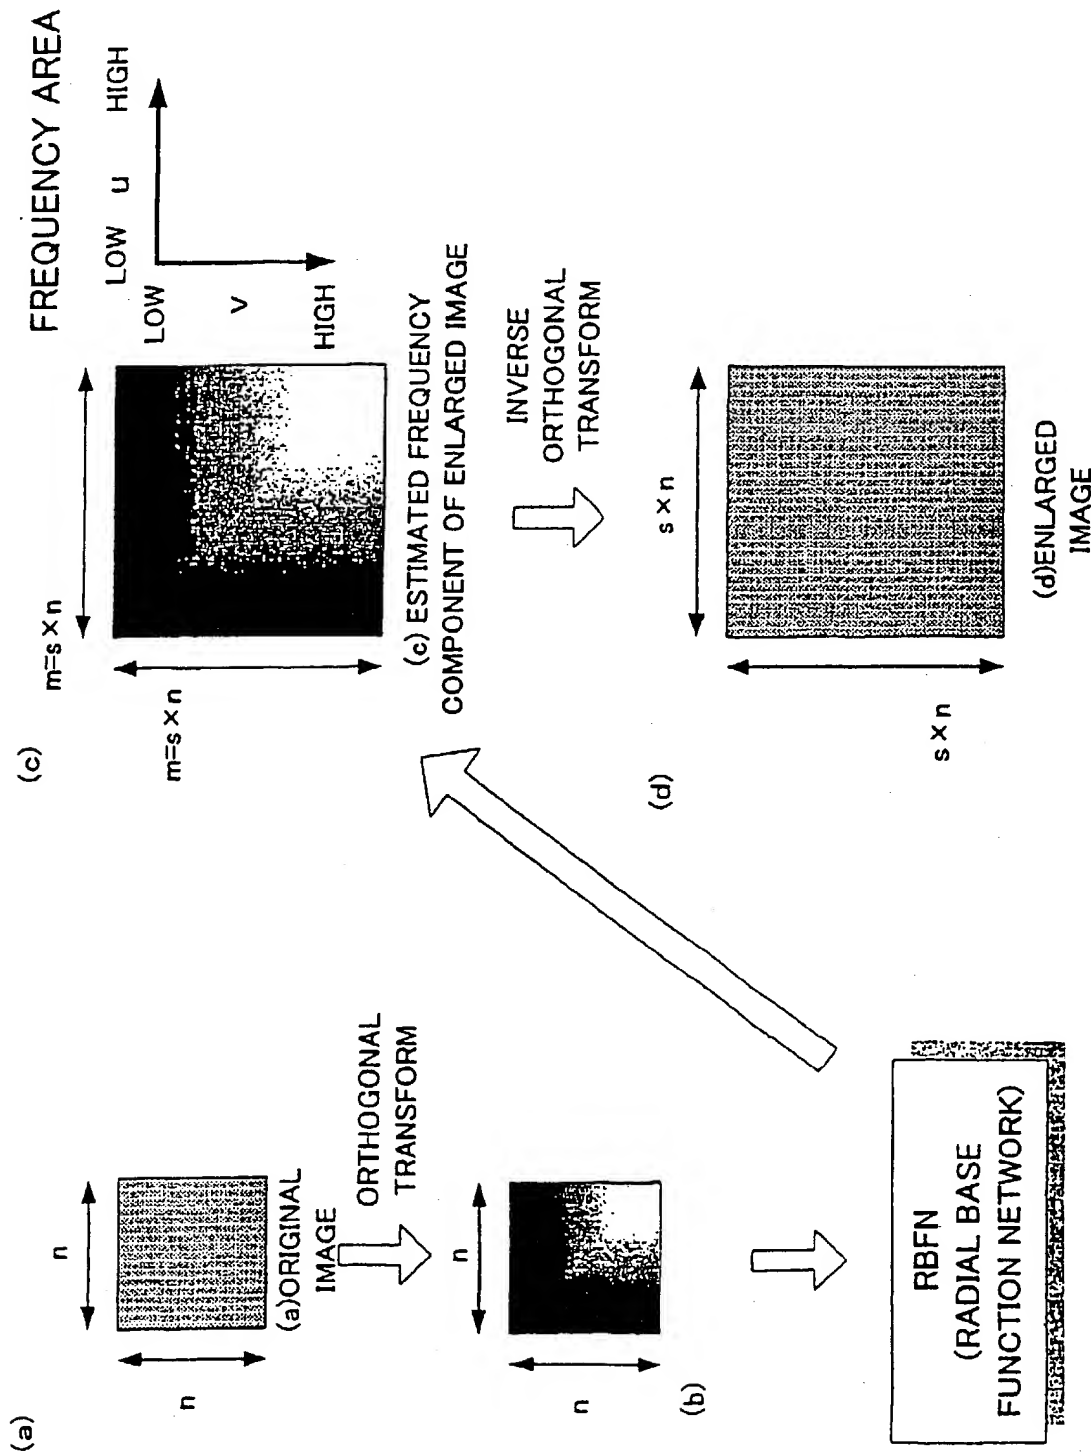 (a)
n
n
(a)ORIGINAL
IMAGE
ORTHOGONAL
TRANSFORM
n
n
(b)
RBFN
(RADIAL BASE
FUNCTION NETWORK)
(c)
m=s×n
m=s×n
FREQUENCY AREA
LOW u HIGH
LOW
v
HIGH
(c) ESTIMATED FREQUENCY
COMPONENT OF ENLARGED IMAGE
INVERSE
ORTHOGONAL
TRANSFORM
(d)
s×n
s×n
(d)ENLARGED
IMAGE